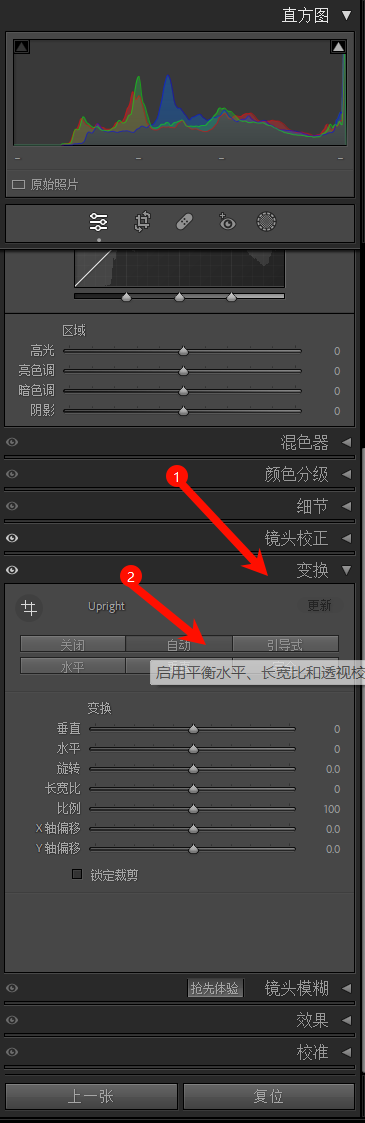 直方图
原始照片
区域
高光 0
亮色调 0
暗色调 0
阴影 0
混色器
颜色分级
1
细节
镜头校正
变换
2
Upright 更新
关闭 自动 引导式
水平
启用平衡水平、长宽比和透视校
变换
垂直 0
水平 0
旋转 0.0
长宽比 0
比例 100
X 轴偏移 0.0
Y 轴偏移 0.0
锁定裁剪
抢先体验 镜头模糊
效果
校准
上一张 复位